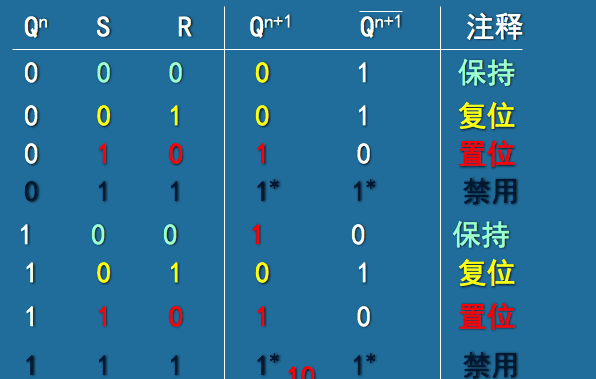 Qⁿ S R Qⁿ⁺¹ Q̅ⁿ⁺¹ 注释
0 0 0 0 1 保持
0 0 1 0 1 复位
0 1 0 1 0 置位
0 1 1 1* 1* 禁用
1 0 0 1 0 保持
1 0 1 0 1 复位
1 1 0 1 0 置位
1 1 1 1* 1* 禁用
10